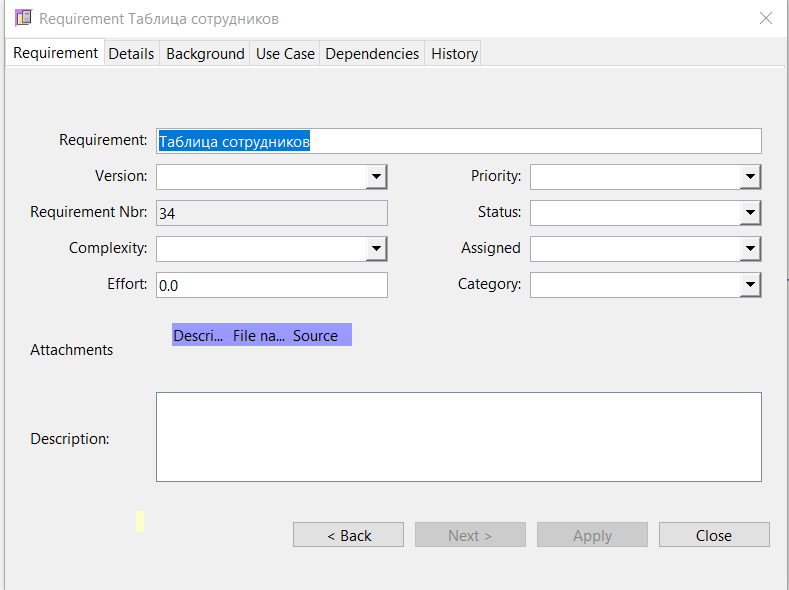 Requirement Таблица сотрудников
Requirement Details Background Use Case Dependencies History
Requirement: Таблица сотрудников
Version: Priority:
Requirement Nbr: 34 Status:
Complexity: Assigned
Effort: 0.0 Category:
Descri... File na... Source
Attachments
Description:
< Back Next > Apply Close